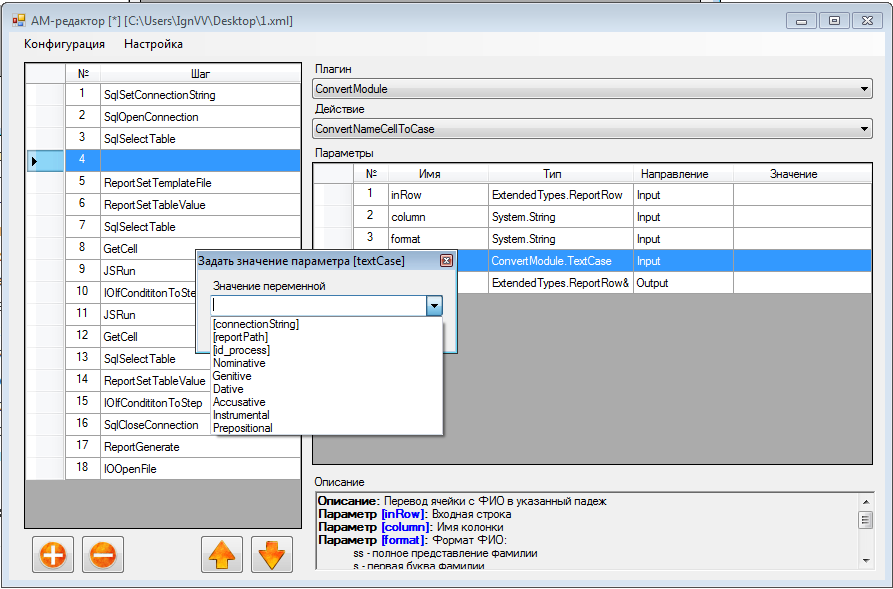 АМ-редактор [*] [C:\Users\IgnVV\Desktop\1.xml]
Конфигурация Настройка
№ Шаг
1 SqlSetConnectionString
2 SqlOpenConnection
3 SqlSelectTable
4
5 ReportSetTemplateFile
6 ReportSetTableValue
7 SqlSelectTable
8 GetCell
9 JSRun
10 IOIfConditionToSte
11 JSRun
12 GetCell
13 SqlSelectTable
14 ReportSetTableValue
15 IOIfCondititonToStep
16 SqlCloseConnection
17 ReportGenerate
18 IOOpenFile
Плагин
ConvertModule
Действие
ConvertNameCellToCase
Параметры
№ Имя Тип Направление Значение
1 inRow ExtendedTypes.ReportRow Input
2 column System.String Input
3 format System.String Input
ConvertModule.TextCase Input
ExtendedTypes.ReportRow& Output
Задать значение параметра [textCase]
Значение переменной
[connectionString]
[reportPath]
[id_process]
Nominative
Genitive
Dative
Accusative
Instrumental
Prepositional
Описание
Описание: Перевод ячейки с ФИО в указанный падеж
Параметр [inRow]: Входная строка
Параметр [column]: Имя колонки
Параметр [format]: Формат ФИО:
ss - полное представление фамилии
s - первая буква фамилии